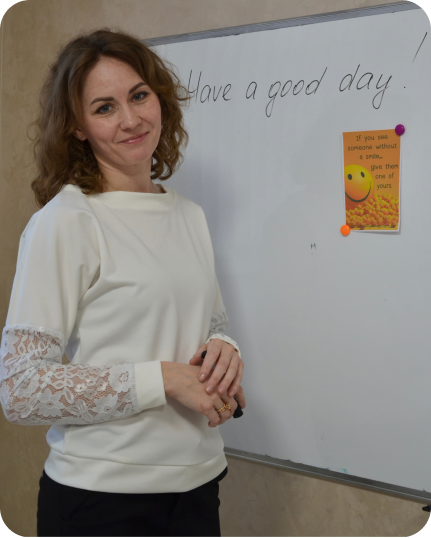 Have a good day!
If you see
someone without
a smile,
give them
one of
yours